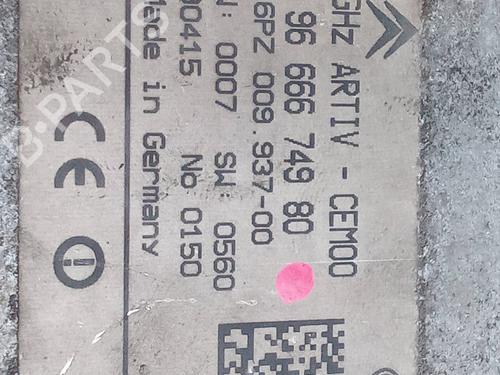 GHz ARTIV - CEM00
96 666 749 80
6PZ 009.937-00
: 0007 SW: 0560
00415 No 0150
Made in Germany
CE
B-PARTS